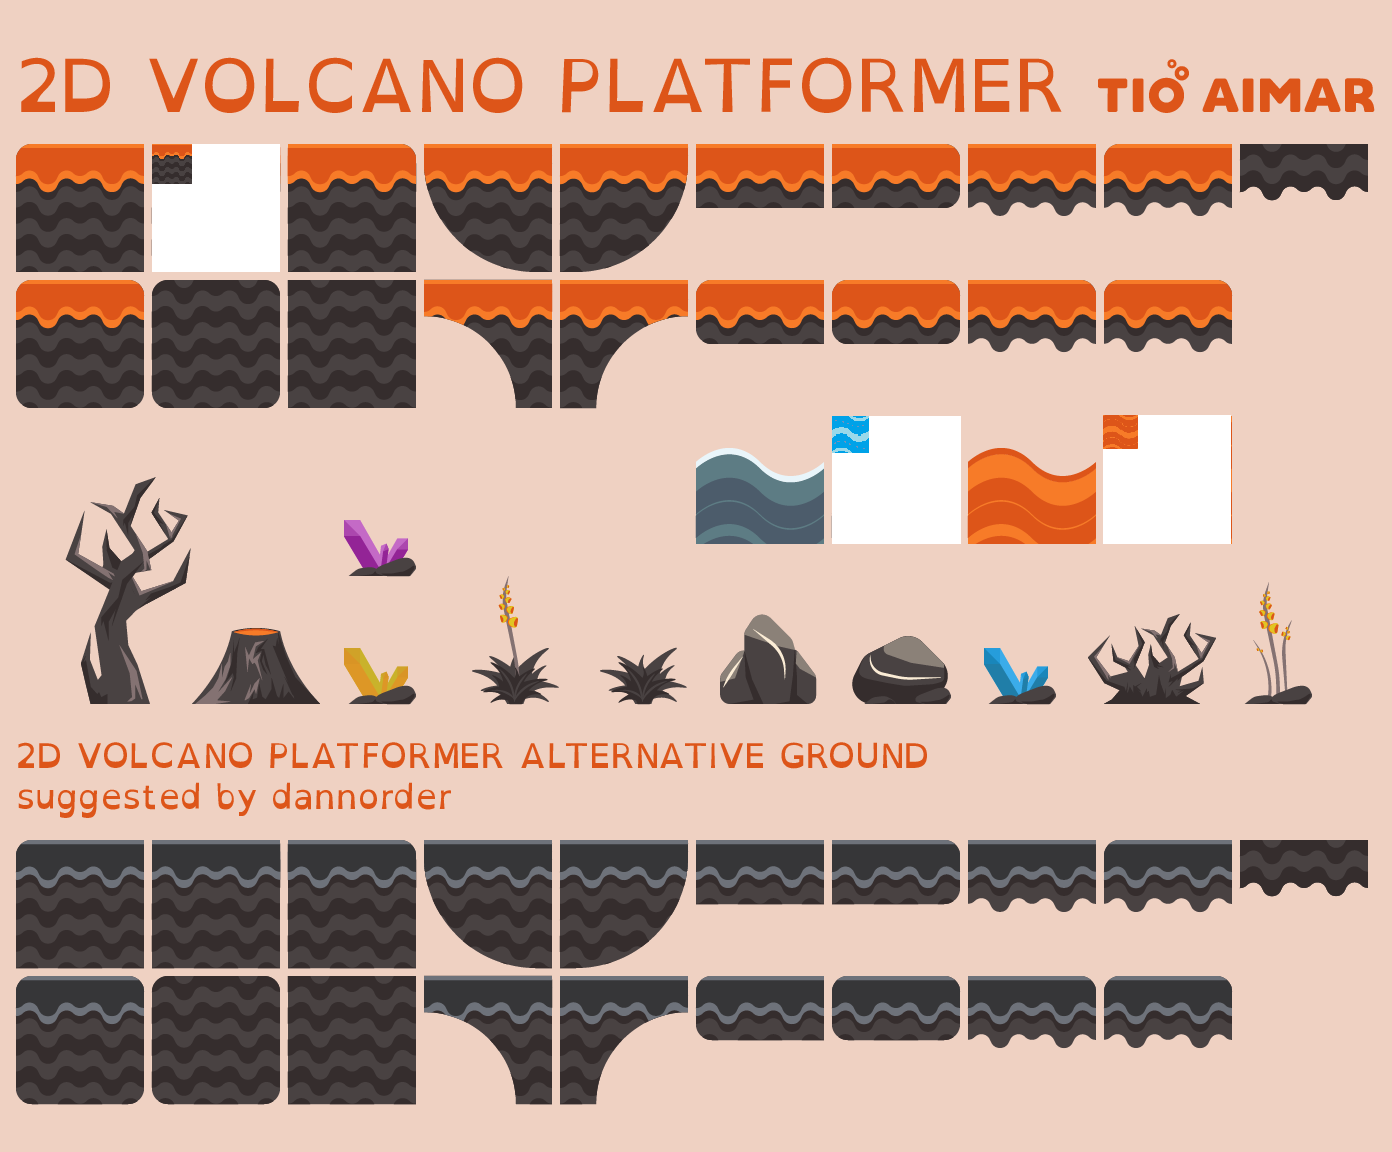 2D VOLCANO PLATFORMER TIO AIMAR
2D VOLCANO PLATFORMER ALTERNATIVE GROUND
suggested by dannorder